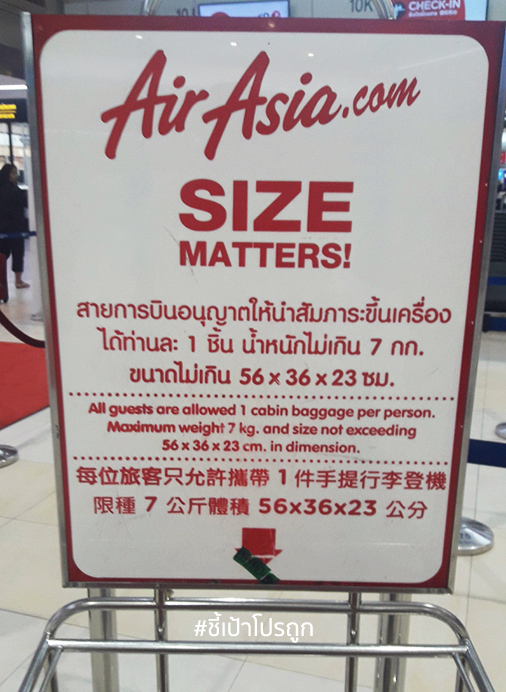 10K
CHECK-IN
AirAsia.com
SIZE
MATTERS!
สายการบินอนุญาตให้นำสัมภาระขึ้นเครื่อง
ได้ท่านละ 1 ชิ้น น้ำหนักไม่เกิน 7 กก.
ขนาดไม่เกิน 56 x 36 x 23 ซม.
All guests are allowed 1 cabin baggage per person.
Maximum weight 7 kg. and size not exceeding
56 x 36 x 23 cm. in dimension.
每位旅客只允許攜帶 1 件手提行李登機
限種 7 公斤體積 56x36x23 公分
#ชี้เป้าโปรถูก